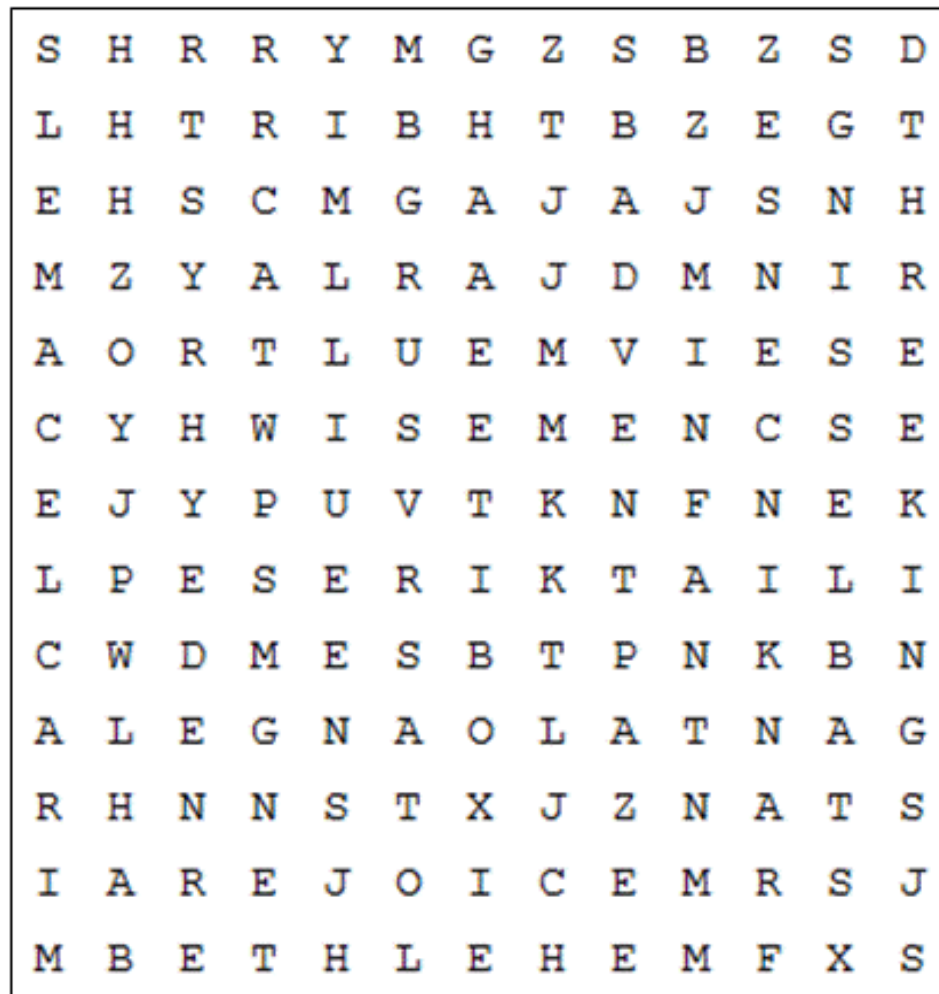 S H R R Y M G Z S B Z S D
L H T R I B H T B Z E G T
E H S C M G A J A J S N H
M Z Y A L R A J D M N I R
A O R T L U E M V I E S E
C Y H W I S E M E N C S E
E J Y P U V T K N F N E K
L P E S E R I K T A I L I
C W D M E S B T P N K B N
A L E G N A O L A T N A G
R H N N S T X J Z N A T S
I A R E J O I C E M R S J
M B E T H L E H E M F X S